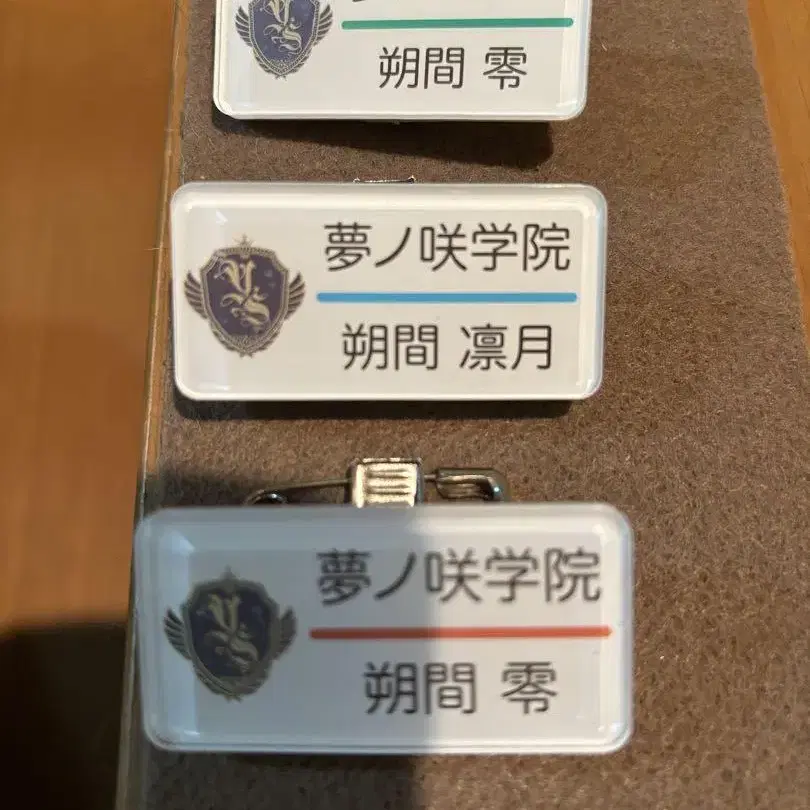 朔間 零
夢ノ咲学院
朔間 凛月
夢ノ咲学院
朔間 零